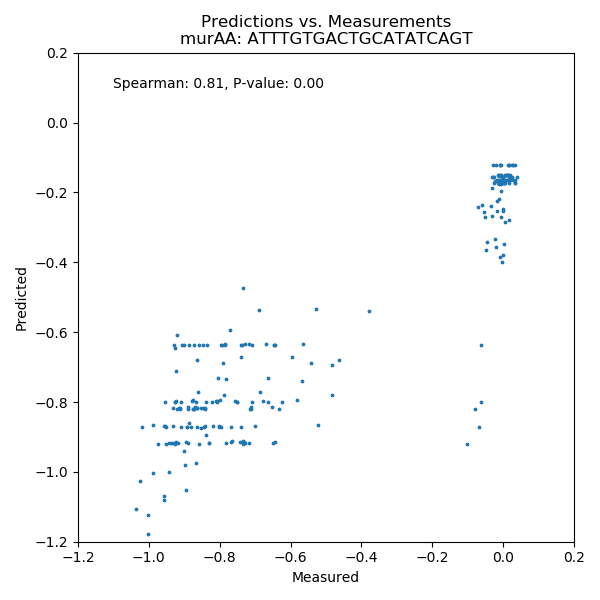 Predictions vs. Measurements
murAA: ATTTGTGACTGCATATCAGT
Spearman: 0.81, P-value: 0.00
0.2
0.0
−0.2
−0.4
−0.6
−0.8
−1.0
−1.2
Predicted
−1.2 −1.0 −0.8 −0.6 −0.4 −0.2 0.0 0.2
Measured